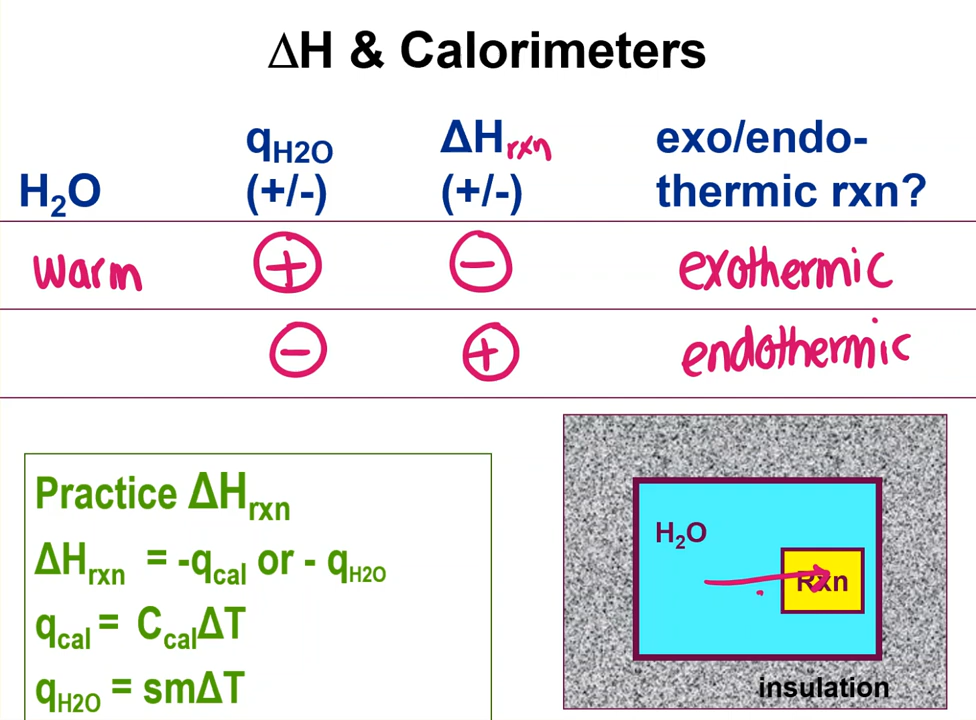 ΔH & Calorimeters
H₂O
qH2O
(+/-)
ΔHrxn
(+/-)
exo/endo-
thermic rxn?
warm + - exothermic
- + endothermic
Practice ΔHrxn
ΔHrxn = -qcal or - qH2O
qcal = CcalΔT
qH2O = smΔT
H₂O
Rxn
insulation